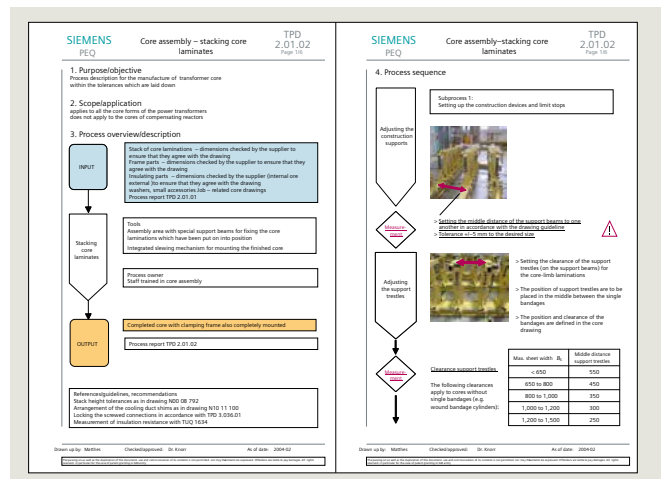 SIEMENS
PEQ
Core assembly – stacking core
laminates
TPD
2.01.02
Page 1/6
1. Purpose/objective
Process description for the manufacture of transformer core
within the tolerances which are laid down
2. Scope/application
applies to all the core forms of the power transformers
does not apply to the cores of compensating reactors
3. Process overview/description
INPUT
Stack of core laminations – dimensions checked by the supplier to
ensure that they agree with the drawing
Frame parts – dimensions checked by the supplier to ensure that they
agree with the drawing
Insulating parts – dimensions checked by the supplier (internal ore
external )to ensure that they agree with the drawing
washers, small accessories Job – related core drawings
Process report TPD 2.01.01
Stacking
core
laminates
Tools
Assembly area with special support beams for fixing the core
laminations which have been put on into position
Integrated slewing mechanism for mounting the finished core
Process owner
Staff trained in core assembly
OUTPUT
Completed core with clamping frame also completely mounted
Process report TPD 2.01.02
References/guidelines, recommendations
Stack height tolerances as in drawing N00 08 792
Arrangement of the cooling duct shims as in drawing N10 11 100
Locking the screwed connections in accordance with TPD 3.036.01
Measurement of insulation resistance with TUQ 1634
Drawn up by: Matthies
Checked/approved: Dr. Knorr
As of date: 2004-02
SIEMENS
PEQ
Core assembly–stacking core
laminates
TPD
2.01.02
Page 1/6
4. Process sequence
Adjusting the
construction
supports
Subprocess 1:
Setting up the construction devices and limit stops
Measure-
ment
> Setting the middle distance of the support beams to one
another in accordance with the drawing guideline
> Tolerance +/–5 mm to the desired size
Adjusting
the support
trestles
> Setting the clearance of the support
trestles (on the support beams) for
the core-limb laminations
> The position of support trestles are to be
placed in the middle between the single
bandages
> The position and clearance of the
bandages are defined in the core
drawing
Measure-
ment
Clearance support trestles
The following clearances
apply to cores without
single bandages (e.g.
wound bandage cylinders):
Max. sheet width
Middle distance
support trestles
< 650 550
650 to 800 450
800 to 1,000 350
1,000 to 1,200 300
1,200 to 1,500 250
Drawn up by: Matthies
Checked/approved: Dr. Knorr
As of date: 2004-02